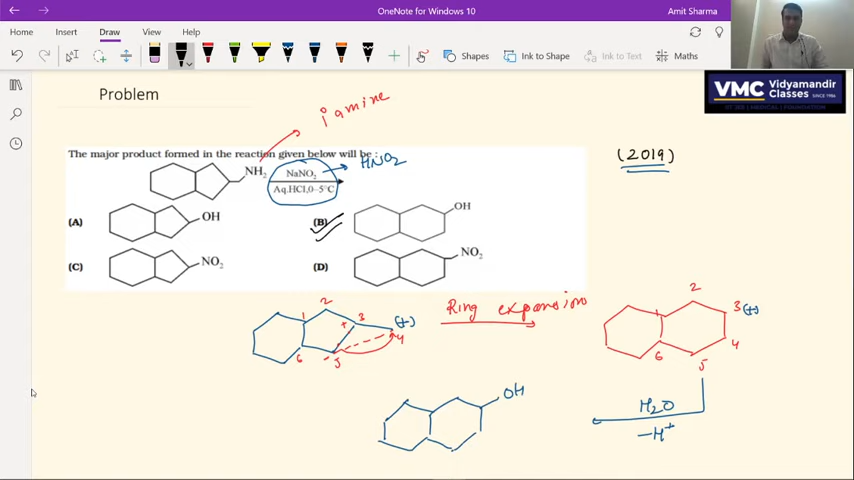 OneNote for Windows 10
Amit Sharma
Home Insert Draw View Help
Shapes Ink to Shape Ink to Text Maths
Problem
VMC Vidyamandir Classes
SINCE 1986
1° amine
(2019)
The major product formed in the reaction given below will be :
NH2 NaNO2 HNO2
Aq.HCl,0–5°C
(A) OH (B) OH
(C) NO2 (D) NO2
1 2 3 + (+) 4 - 5 6
Ring expansion
1 2 3 (+) 4 5 6
OH
H2O
-H+